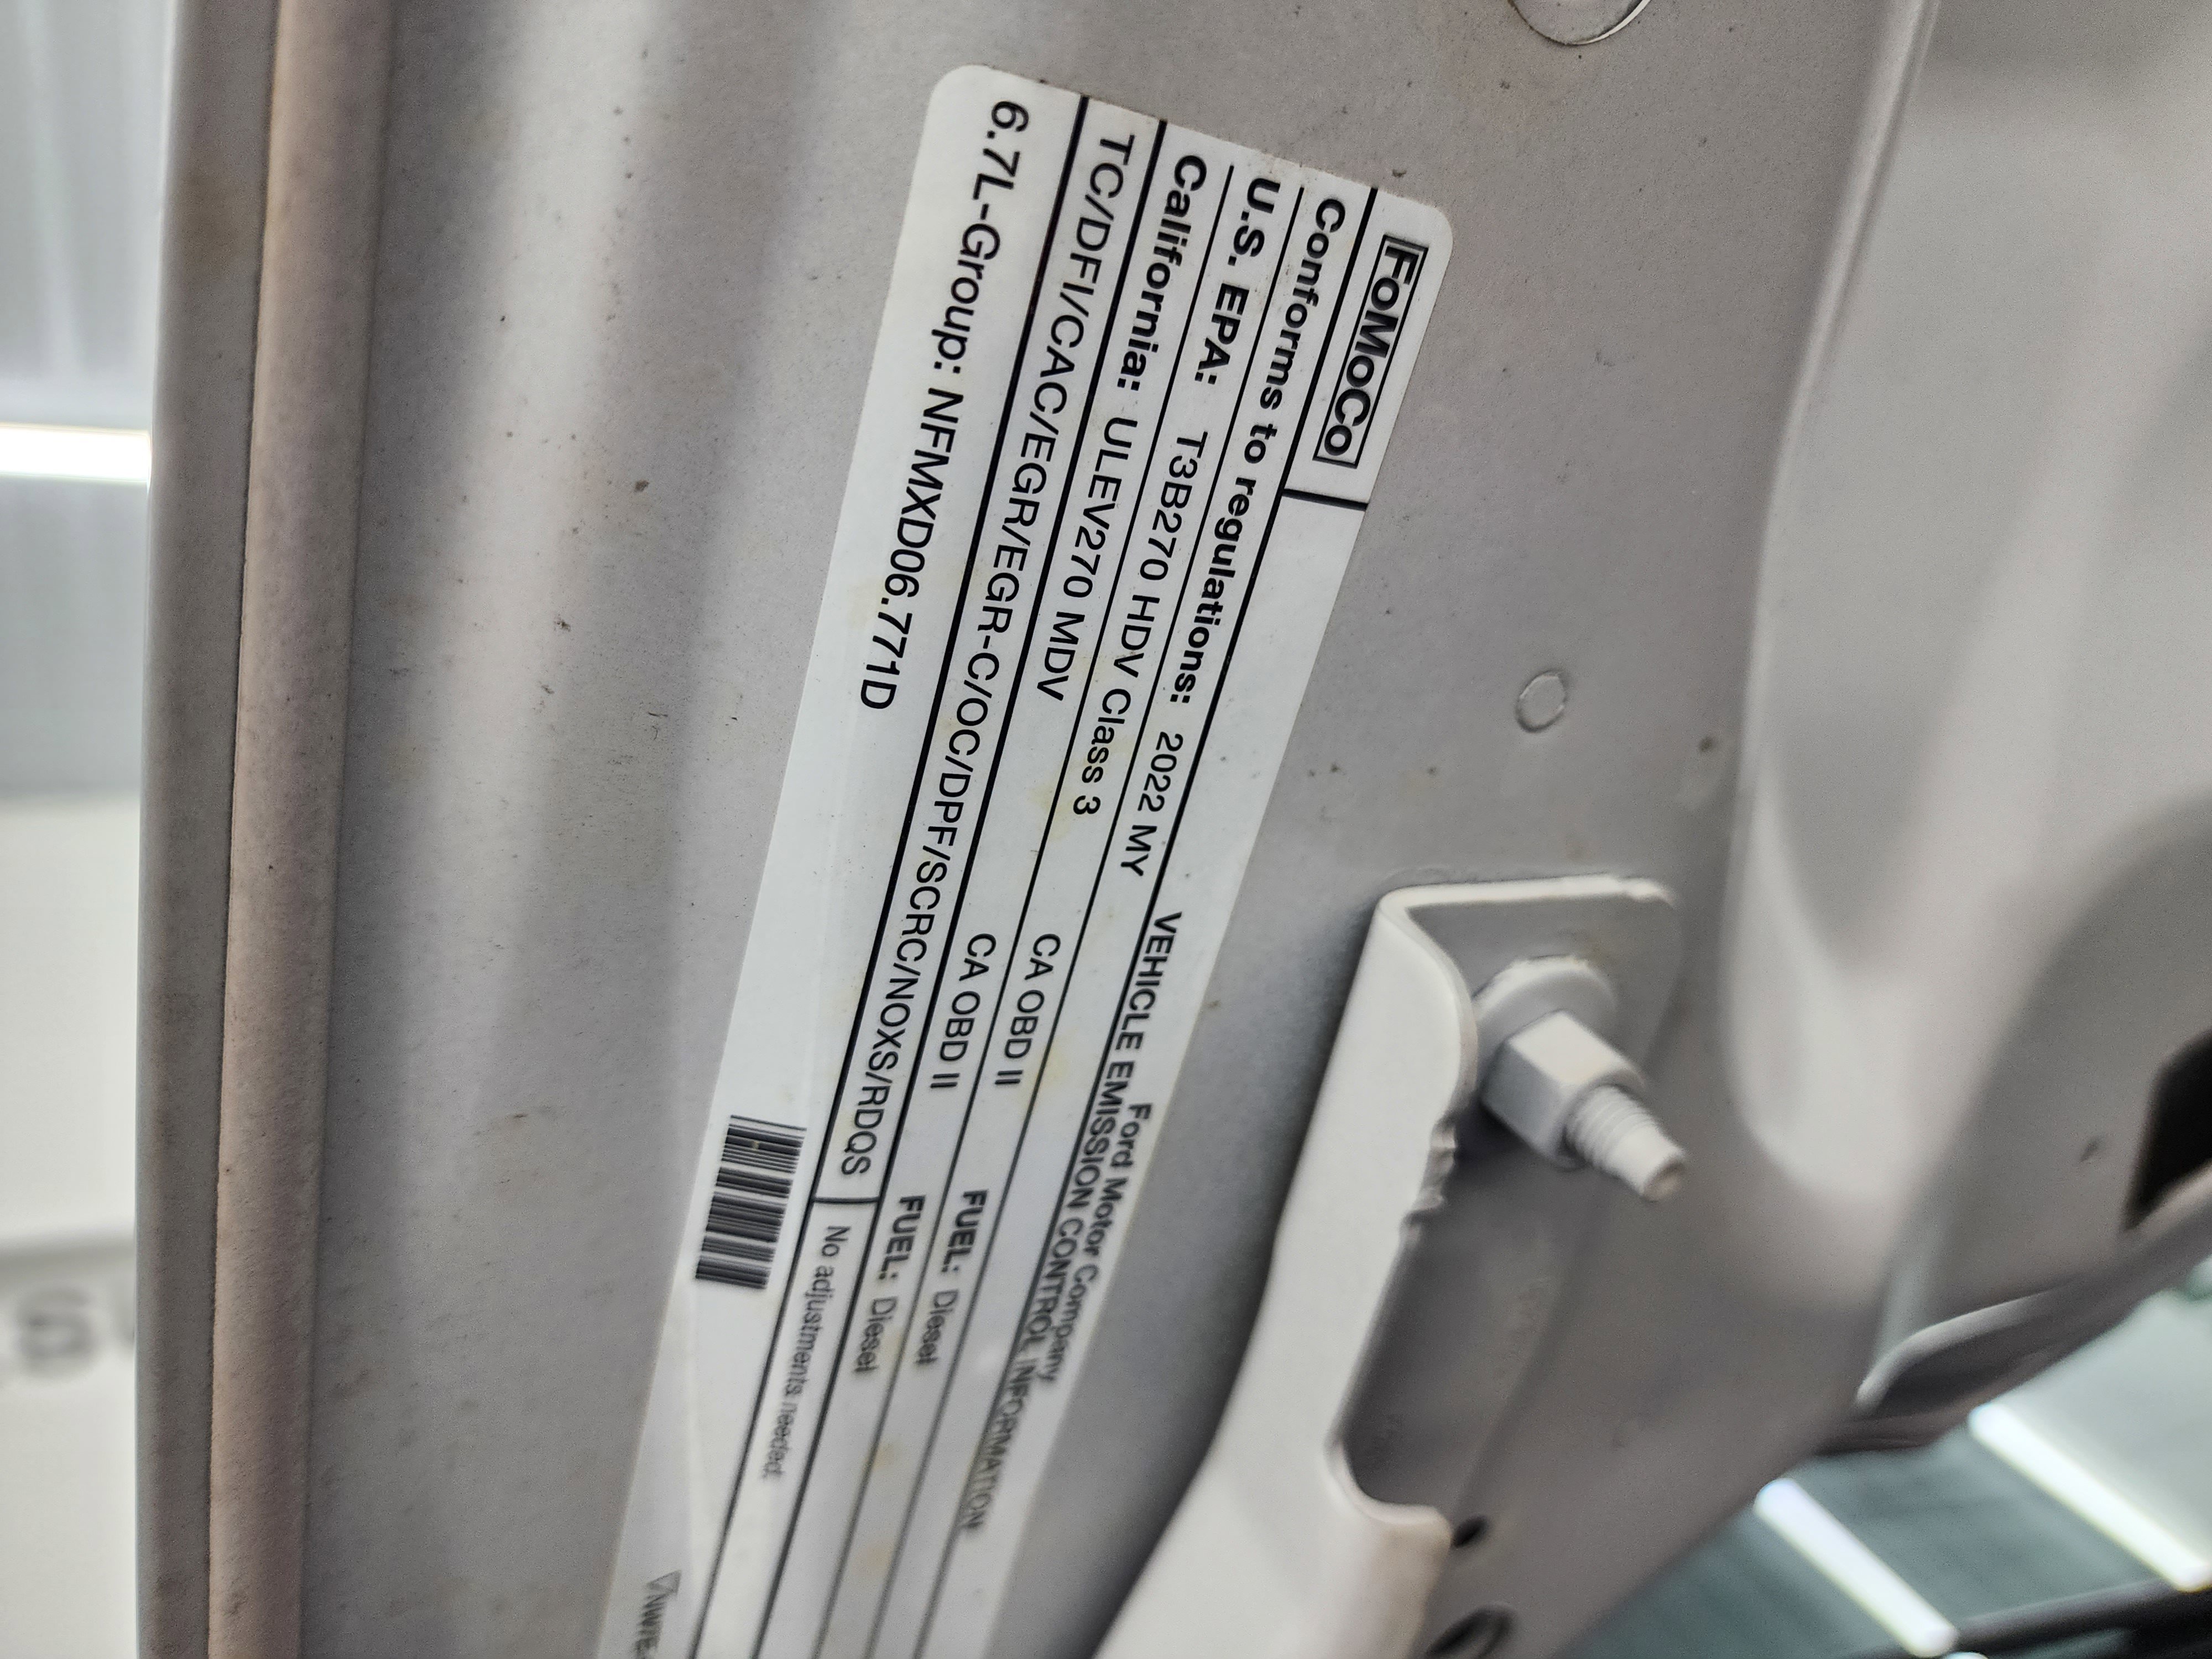 FoMoCo
Ford Motor Company
VEHICLE EMISSION CONTROL INFORMATION
Conforms to regulations: 2022 MY
U.S. EPA: T3B270 HDV Class 3 CA OBD II FUEL: Diesel
California: ULEV270 MDV CA OBD II FUEL: Diesel
TC/DFI/CAC/EGR/EGR-C/OC/DPF/SCRC/NOXS/RDQS No adjustments needed.
6.7L-Group: NFMXD06.771D